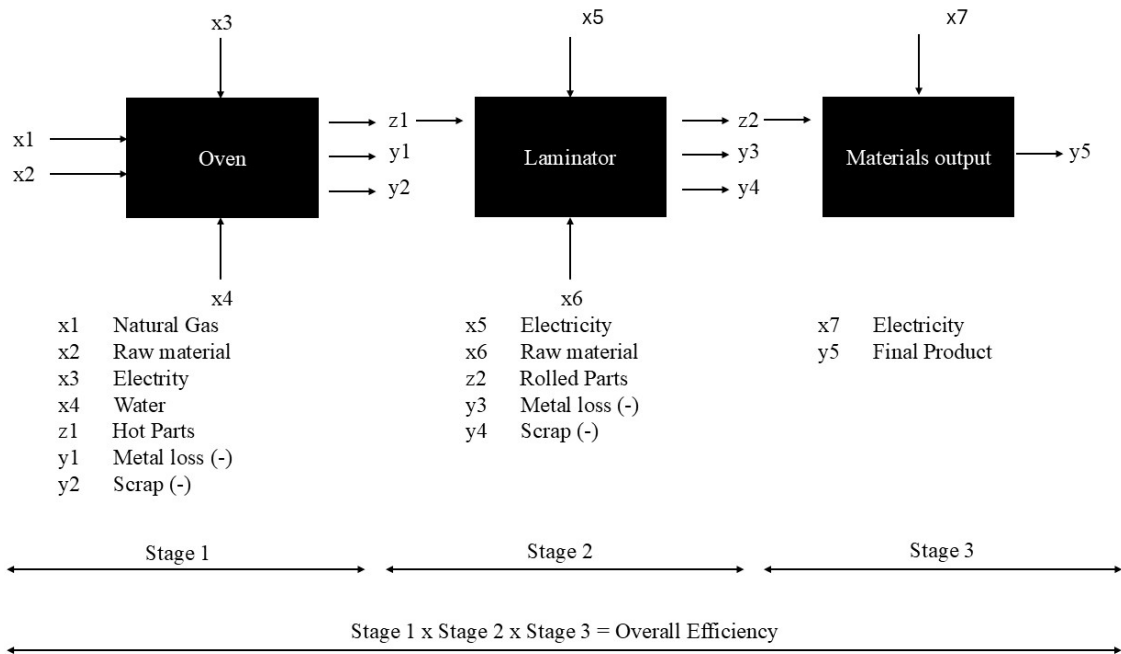 x3
x5
x7
x1
x2
Oven
z1
y1
y2
Laminator
z2
y3
y4
Materials output
y5
x4
x6
x1 Natural Gas
x2 Raw material
x3 Electrity
x4 Water
z1 Hot Parts
y1 Metal loss (-)
y2 Scrap (-)
x5 Electricity
x6 Raw material
z2 Rolled Parts
y3 Metal loss (-)
y4 Scrap (-)
x7 Electricity
y5 Final Product
Stage 1
Stage 2
Stage 3
Stage 1 x Stage 2 x Stage 3 = Overall Efficiency